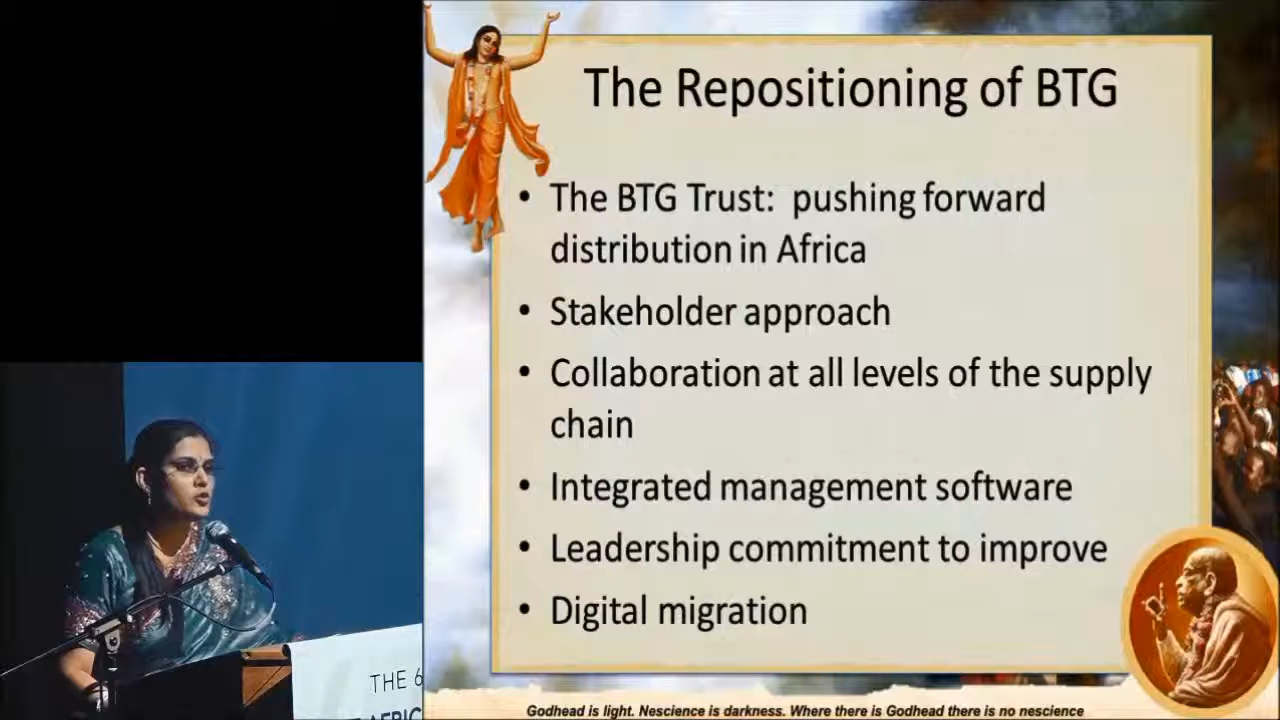 The Repositioning of BTG
• The BTG Trust: pushing forward
distribution in Africa
• Stakeholder approach
• Collaboration at all levels of the supply
chain
• Integrated management software
• Leadership commitment to improve
• Digital migration
THE 6
AFRIC
Godhead is light. Nescience is darkness. Where there is Godhead there is no nescience